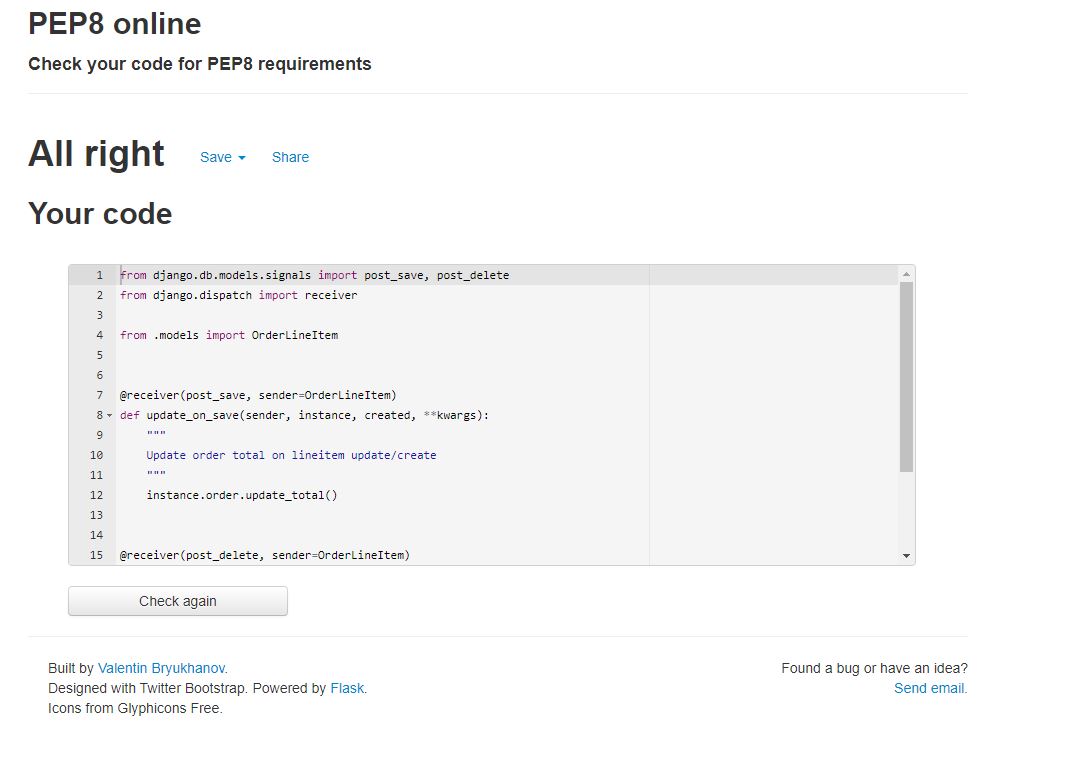 PEP8 online
Check your code for PEP8 requirements
All right Save Share
Your code
1 from django.db.models.signals import post_save, post_delete
2 from django.dispatch import receiver
3
4 from .models import OrderLineItem
5
6
7 @receiver(post_save, sender=OrderLineItem)
8 def update_on_save(sender, instance, created, **kwargs):
9     """
10     Update order total on lineitem update/create
11     """
12     instance.order.update_total()
13
14
15 @receiver(post_delete, sender=OrderLineItem)
Check again
Built by Valentin Bryukhanov.
Designed with Twitter Bootstrap. Powered by Flask.
Icons from Glyphicons Free.
Found a bug or have an idea?
Send email.